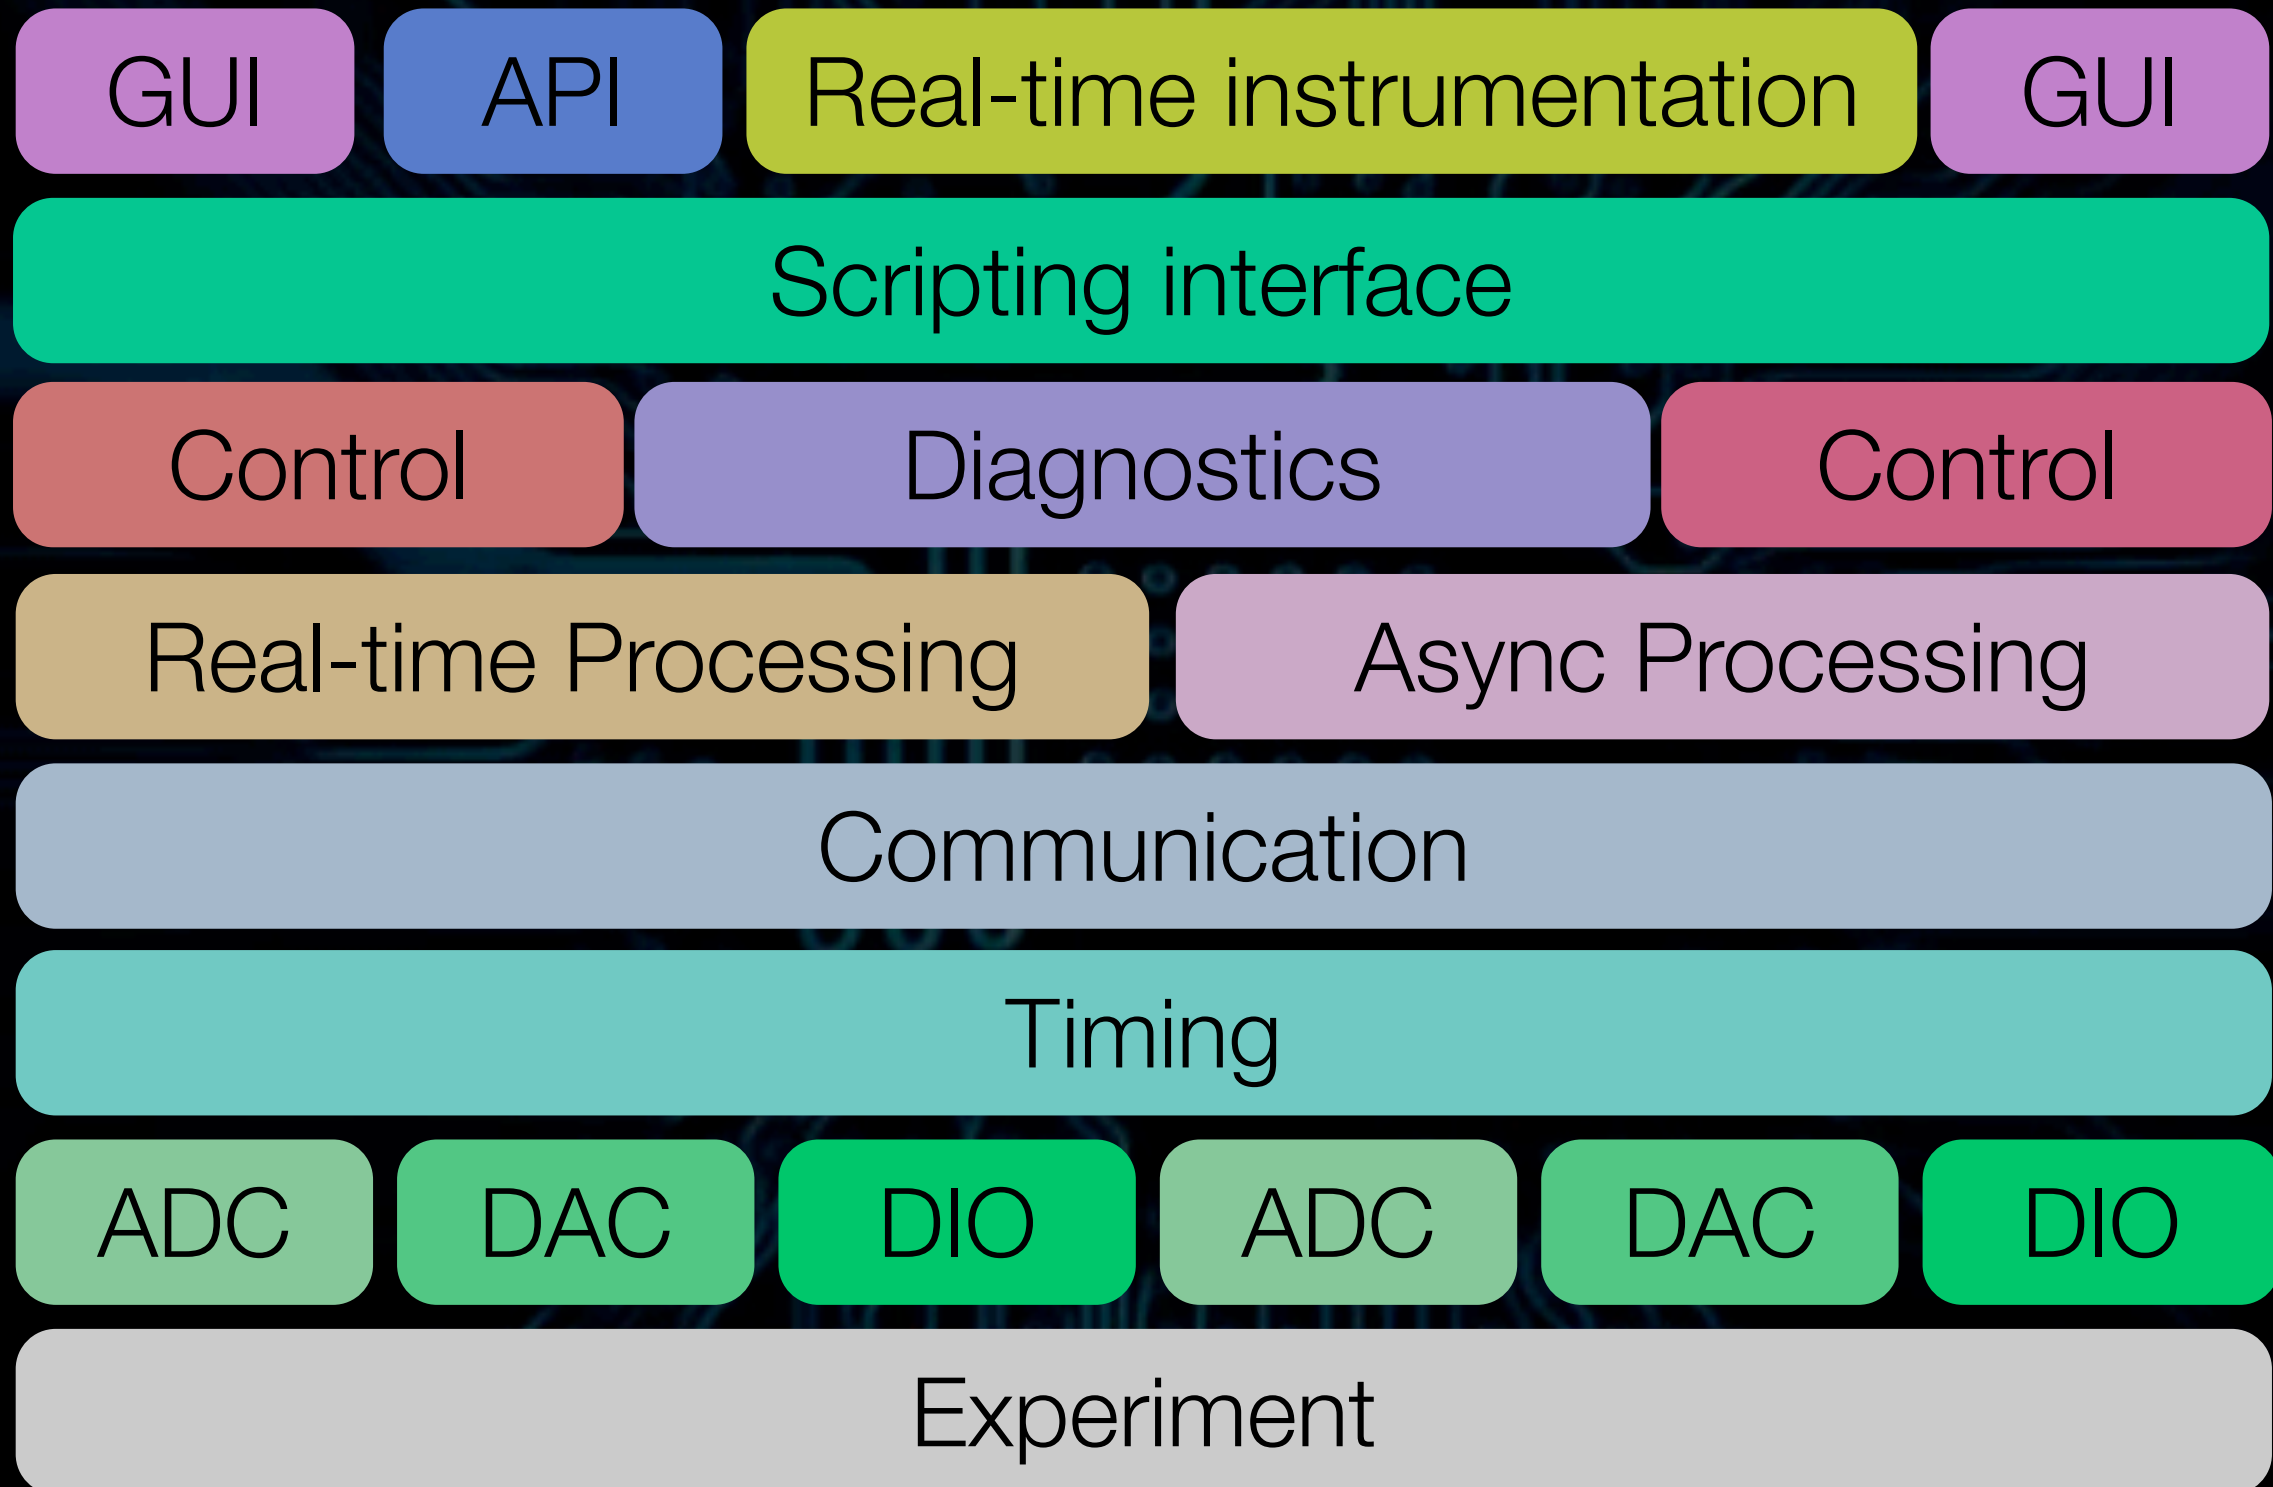 GUI
API
Real-time instrumentation
GUI
Scripting interface
Control
Diagnostics
Control
Real-time Processing
Async Processing
Communication
Timing
ADC
DAC
DIO
ADC
DAC
DIO
Experiment